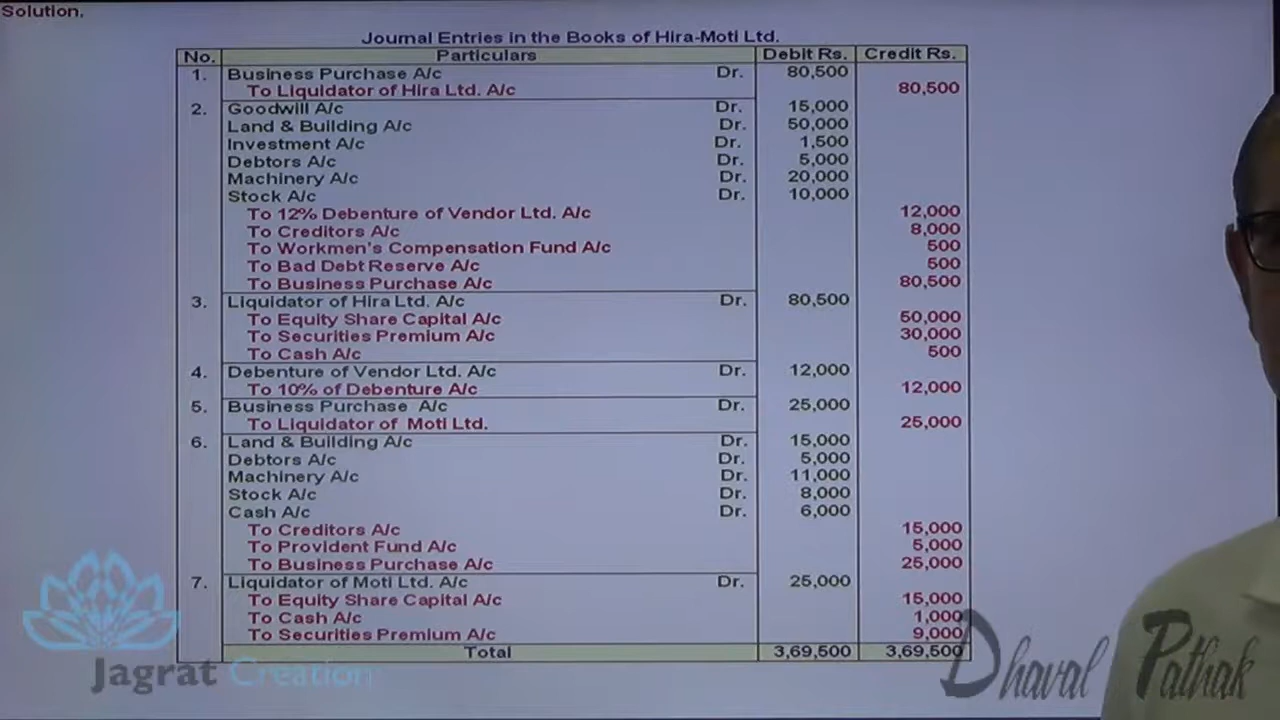 Solution.
Journal Entries in the Books of Hira-Moti Ltd.
No. Particulars Debit Rs. Credit Rs.
1. Business Purchase A/c Dr. 80,500
To Liquidator of Hira Ltd. A/c 80,500
2. Goodwill A/c Dr. 15,000
Land & Building A/c Dr. 50,000
Investment A/c Dr. 1,500
Debtors A/c Dr. 5,000
Machinery A/c Dr. 20,000
Stock A/c Dr. 10,000
To 12% Debenture of Vendor Ltd. A/c 12,000
To Creditors A/c 8,000
To Workmen's Compensation Fund A/c 500
To Bad Debt Reserve A/c 500
To Business Purchase A/c 80,500
3. Liquidator of Hira Ltd. A/c Dr. 80,500
To Equity Share Capital A/c 50,000
To Securities Premium A/c 30,000
To Cash A/c 500
4. Debenture of Vendor Ltd. A/c Dr. 12,000
To 10% of Debenture A/c 12,000
5. Business Purchase A/c Dr. 25,000
To Liquidator of Moti Ltd. 25,000
6. Land & Building A/c Dr. 15,000
Debtors A/c Dr. 5,000
Machinery A/c Dr. 11,000
Stock A/c Dr. 8,000
Cash A/c Dr. 6,000
To Creditors A/c 15,000
To Provident Fund A/c 5,000
To Business Purchase A/c 25,000
7. Liquidator of Moti Ltd. A/c Dr. 25,000
To Equity Share Capital A/c 15,000
To Cash A/c 1,000
To Securities Premium A/c 9,000
Total 3,69,500 3,69,500
Jagrat Creation
Dhaval Pathak